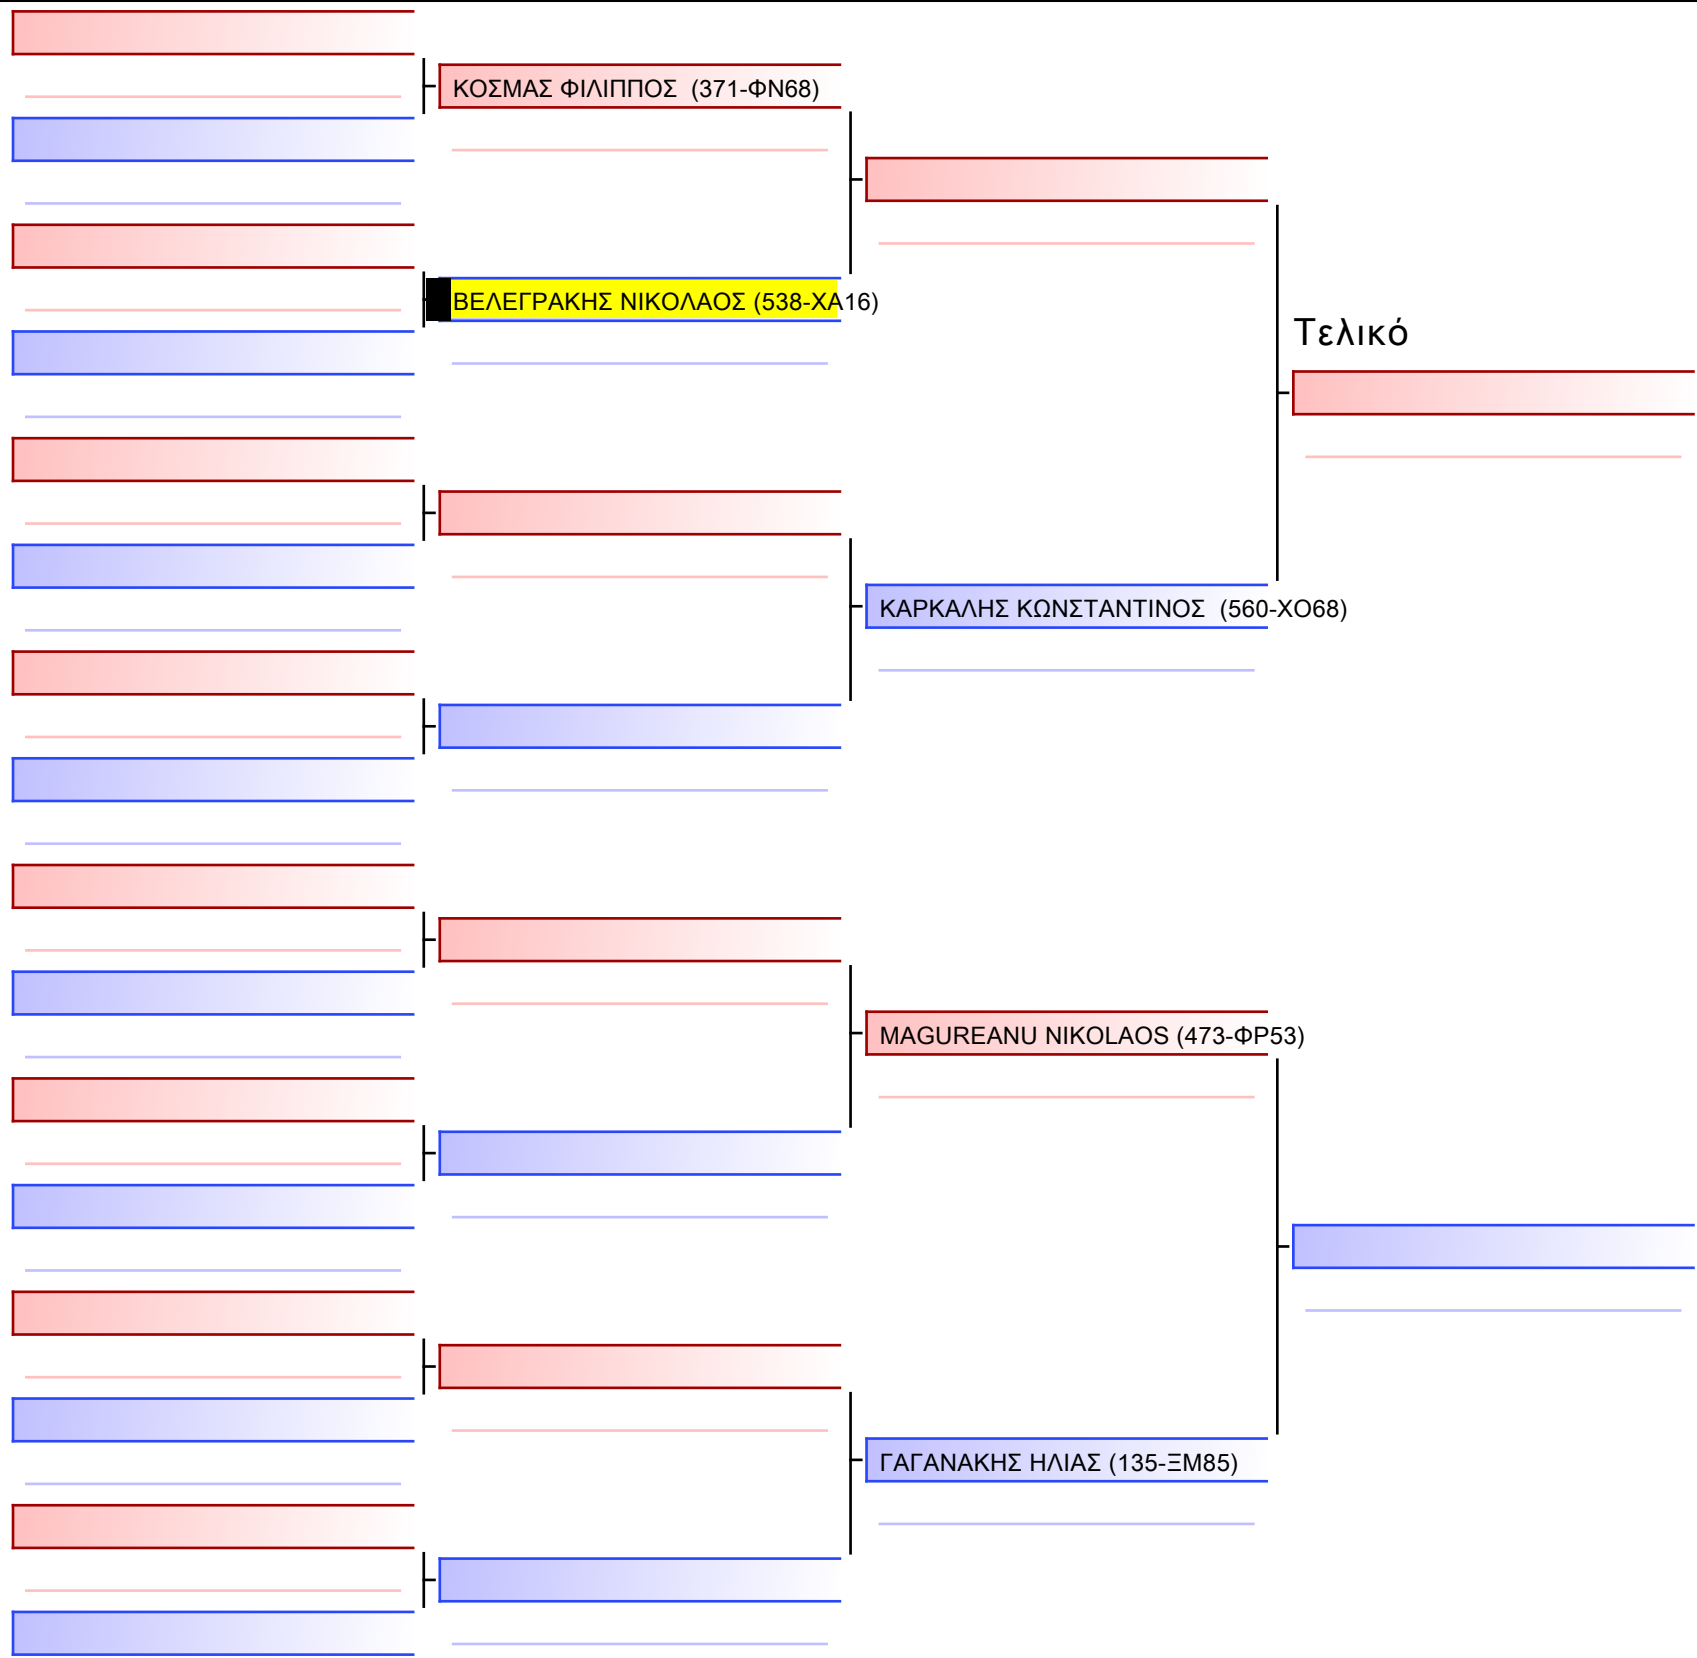 ΚΟΣΜΑΣ ΦΙΛΙΠΠΟΣ (371-ΦΝ68)
ΒΕΛΕΓΡΑΚΗΣ ΝΙΚΟΛΑΟΣ (538-ΧΑ16)
Τελικό
ΚΑΡΚΑΛΗΣ ΚΩΝΣΤΑΝΤΙΝΟΣ (560-ΧΟ68)
MAGUREANU NIKOLAOS (473-ΦΡ53)
ΓΑΓΑΝΑΚΗΣ ΗΛΙΑΣ (135-ΞΜ85)